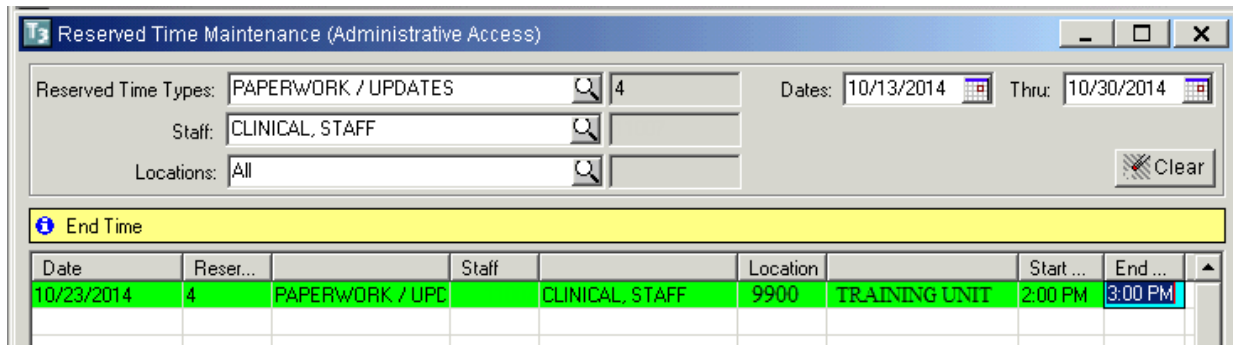 T3 Reserved Time Maintenance (Administrative Access)
Reserved Time Types: PAPERWORK / UPDATES 4 Dates: 10/13/2014 Thru: 10/30/2014
Staff: CLINICAL, STAFF
Locations: All Clear
End Time
Date Reser... Staff Location Start ... End ...
10/23/2014 4 PAPERWORK / UPD CLINICAL, STAFF 9900 TRAINING UNIT 2:00 PM 3:00 PM